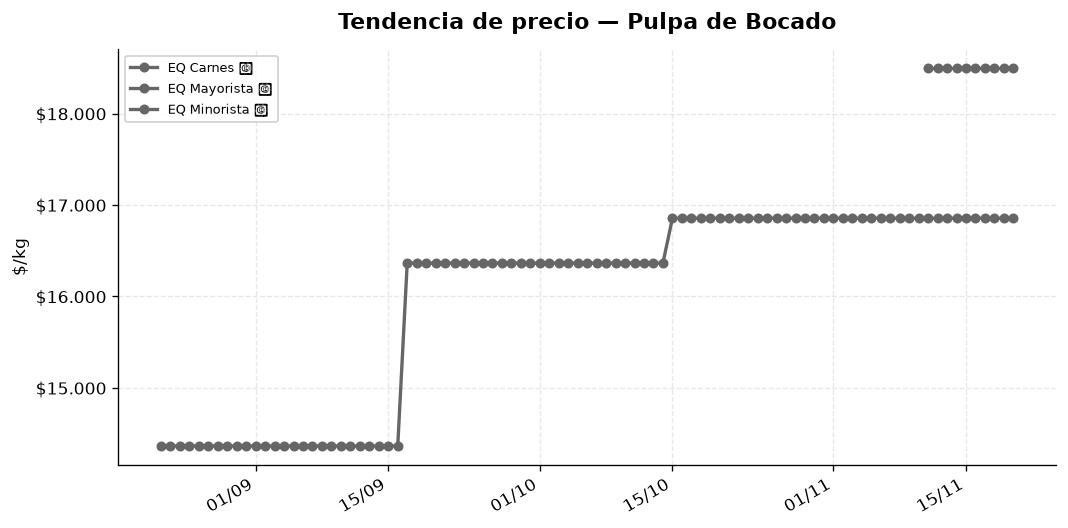 Tendencia de precio — Pulpa de Bocado
EQ Carnes
EQ Mayorista
EQ Minorista
$/kg
$18.000
$17.000
$16.000
$15.000
01/09
15/09
01/10
15/10
01/11
15/11